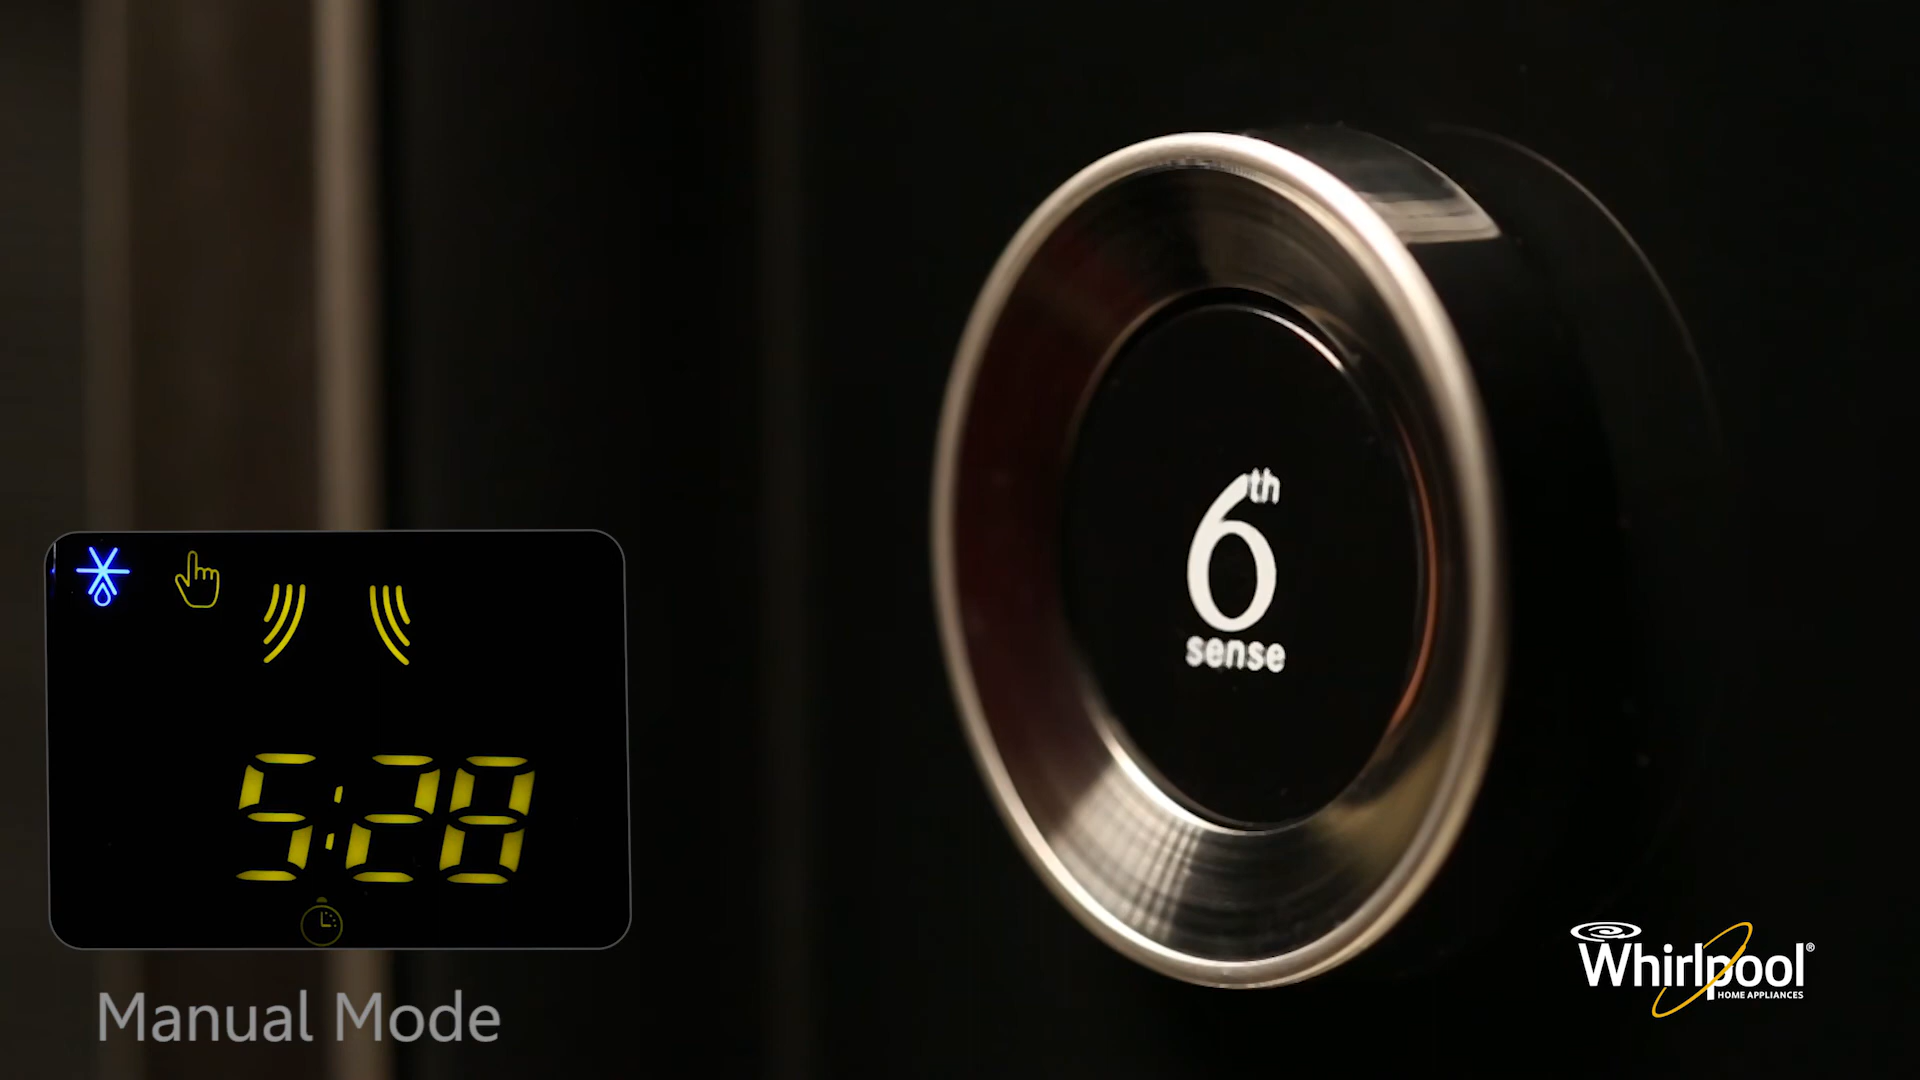 6th
sense
5:28
Manual Mode
Whirlpool®
HOME APPLIANCES